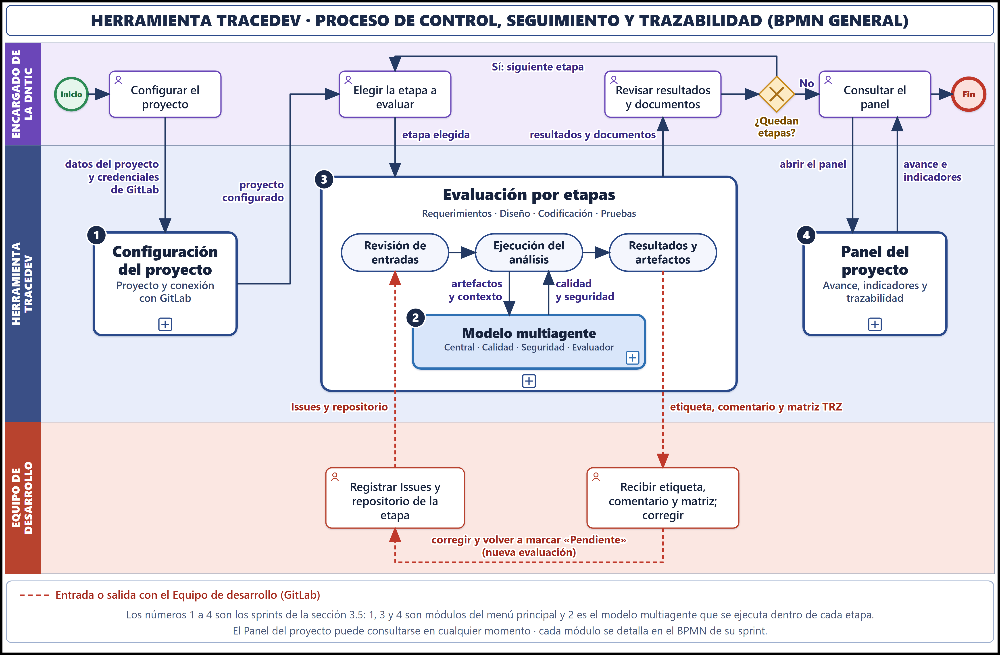 HERRAMIENTA TRACEDEV · PROCESO DE CONTROL, SEGUIMIENTO Y TRAZABILIDAD (BPMN GENERAL)
ENCARGADO DE
LA DNTIC
Inicio
Configurar el
proyecto
Elegir la etapa a
evaluar
Sí: siguiente etapa
Revisar resultados
y documentos
¿Quedan
etapas?
No
Consultar el
panel
Fin
etapa elegida
resultados y documentos
HERRAMIENTA
TRACEDEV
datos del proyecto
y credenciales
de GitLab
proyecto
configurado
abrir el panel
avance e
indicadores
1
Configuración
del proyecto
Proyecto y conexión
con GitLab
3
Evaluación por etapas
Requerimientos · Diseño · Codificación · Pruebas
Revisión de
entradas
Ejecución del
análisis
Resultados y
artefactos
artefactos
y contexto
calidad
y seguridad
2
Modelo multiagente
Central · Calidad · Seguridad · Evaluador
4
Panel del
proyecto
Avance, indicadores y
trazabilidad
Issues y repositorio
etiqueta, comentario y matriz TRZ
EQUIPO DE
DESARROLLO
Registrar Issues y
repositorio de la
etapa
Recibir etiqueta,
comentario y matriz;
corregir
corregir y volver a marcar «Pendiente»
(nueva evaluación)
Entrada o salida con el Equipo de desarrollo (GitLab)
Los números 1 a 4 son los sprints de la sección 3.5: 1, 3 y 4 son módulos del menú principal y 2 es el modelo multiagente que se ejecuta dentro de cada etapa.
El Panel del proyecto puede consultarse en cualquier momento · cada módulo se detalla en el BPMN de su sprint.